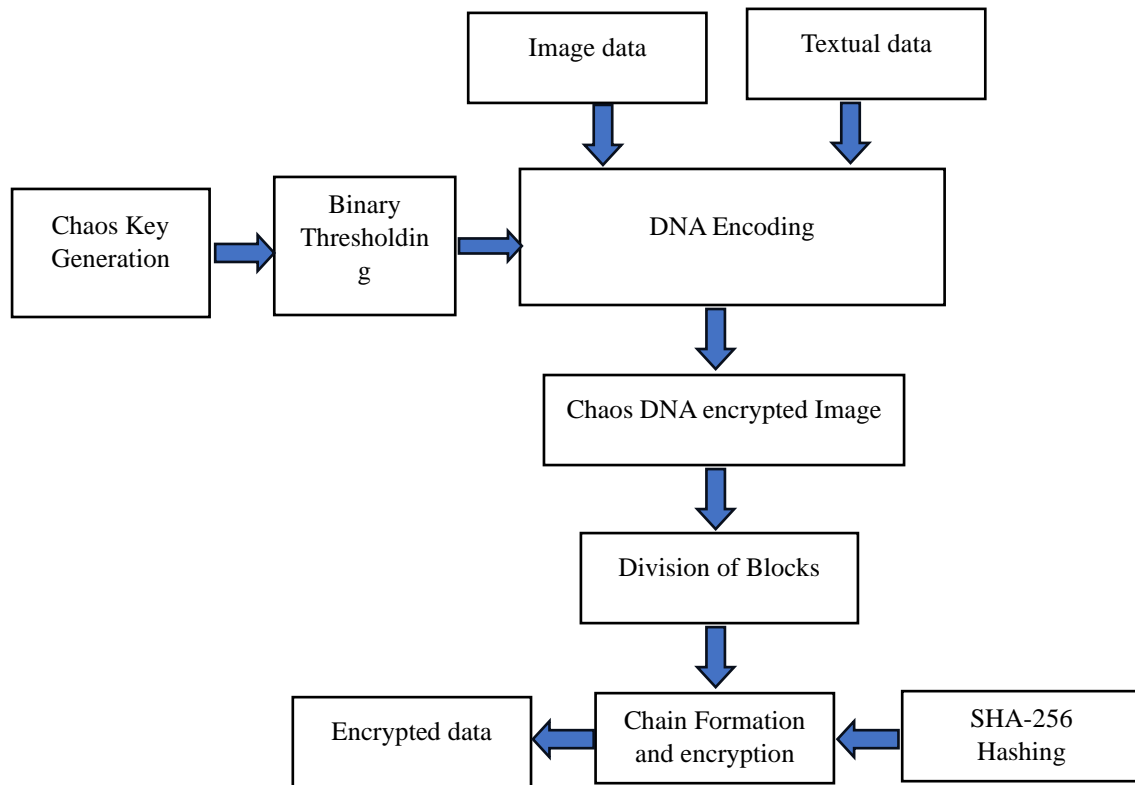 Image data
Textual data
Chaos Key
Generation
Binary
Thresholdin
g
DNA Encoding
Chaos DNA encrypted Image
Division of Blocks
Encrypted data
Chain Formation
and encryption
SHA-256
Hashing